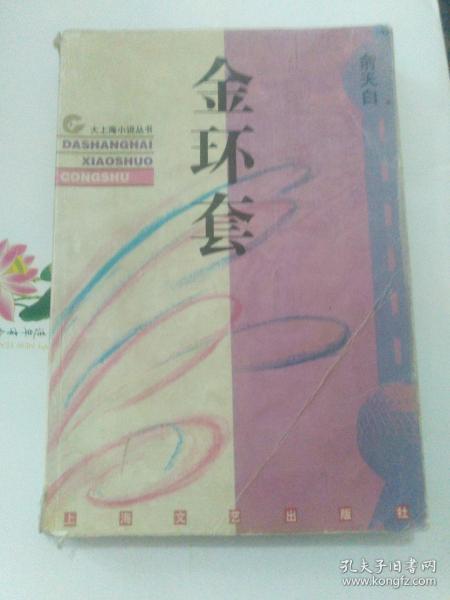 大上海小说丛书
DASHANGHAI
XIAOSHUO
CONGSHU
金环套
俞天白
上海文艺出版社
孔夫子旧书网
www.kongfz.com